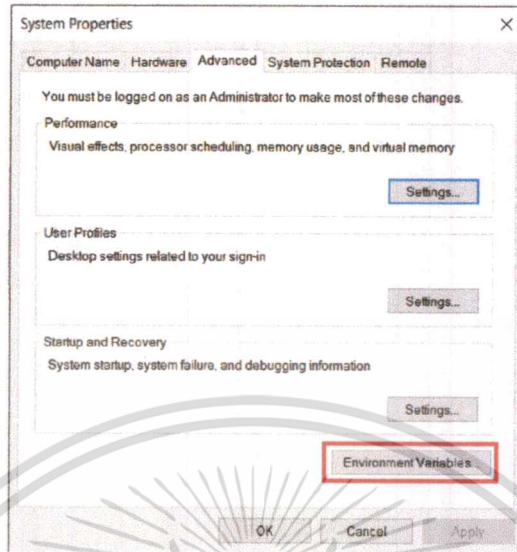 System Properties
Computer Name Hardware Advanced System Protection Remote
You must be logged on as an Administrator to make most of these changes.
Performance
Visual effects, processor scheduling, memory usage, and virtual memory
Settings...
User Profiles
Desktop settings related to your sign-in
Settings...
Startup and Recovery
System startup, system failure, and debugging information
Settings...
Environment Variables...
OK Cancel Apply